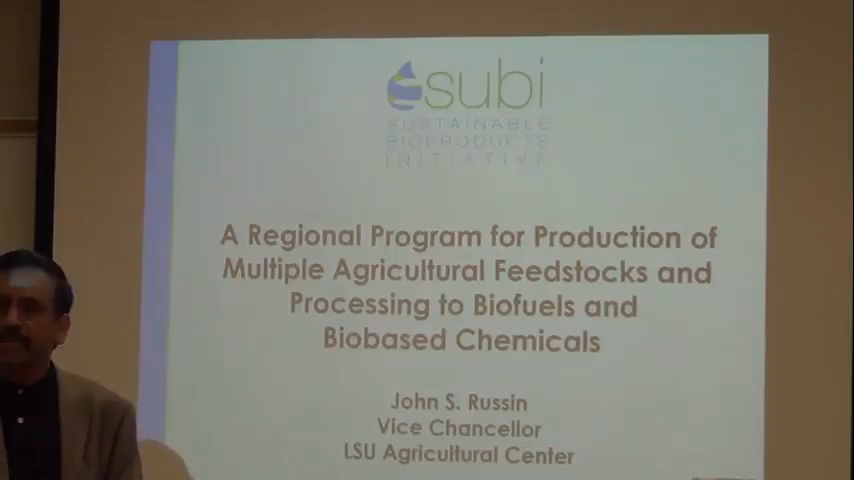 subi
SUSTAINABLE
BIOPRODUCTS
INITIATIVE
A Regional Program for Production of
Multiple Agricultural Feedstocks and
Processing to Biofuels and
Biobased Chemicals
John S. Russin
Vice Chancellor
LSU Agricultural Center